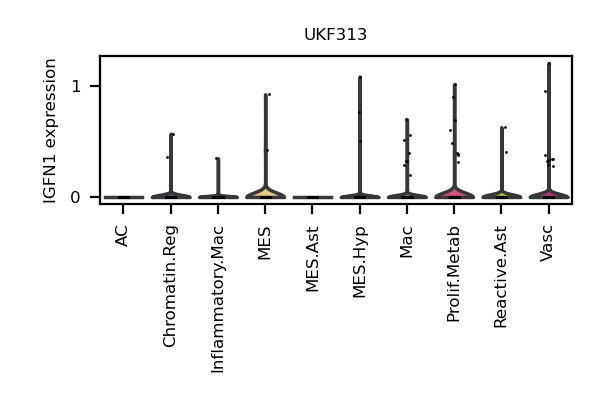 UKF313
IGFN1 expression
1
0
AC
Chromatin.Reg
Inflammatory.Mac
MES
MES.Ast
MES.Hyp
Mac
Prolif.Metab
Reactive.Ast
Vasc